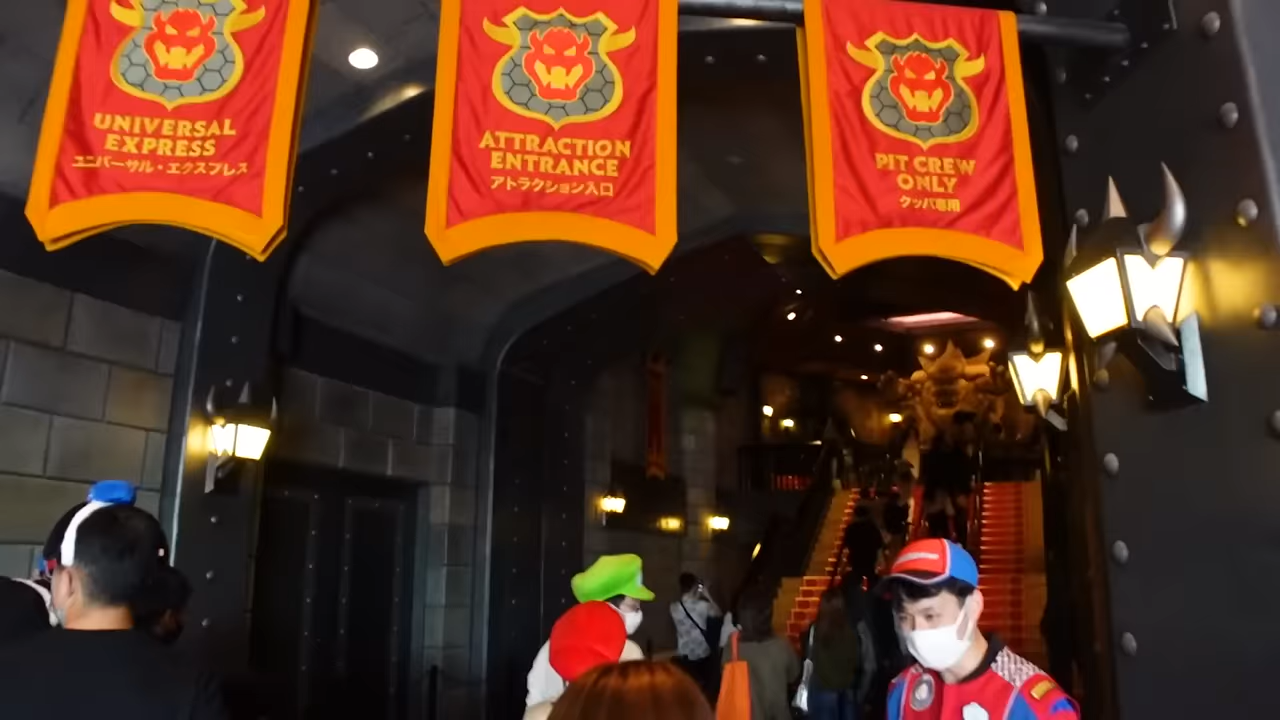 UNIVERSAL
EXPRESS
ユニバーサル・エクスプレス
ATTRACTION
ENTRANCE
アトラクション入口
PIT CREW
ONLY
クッパ専用